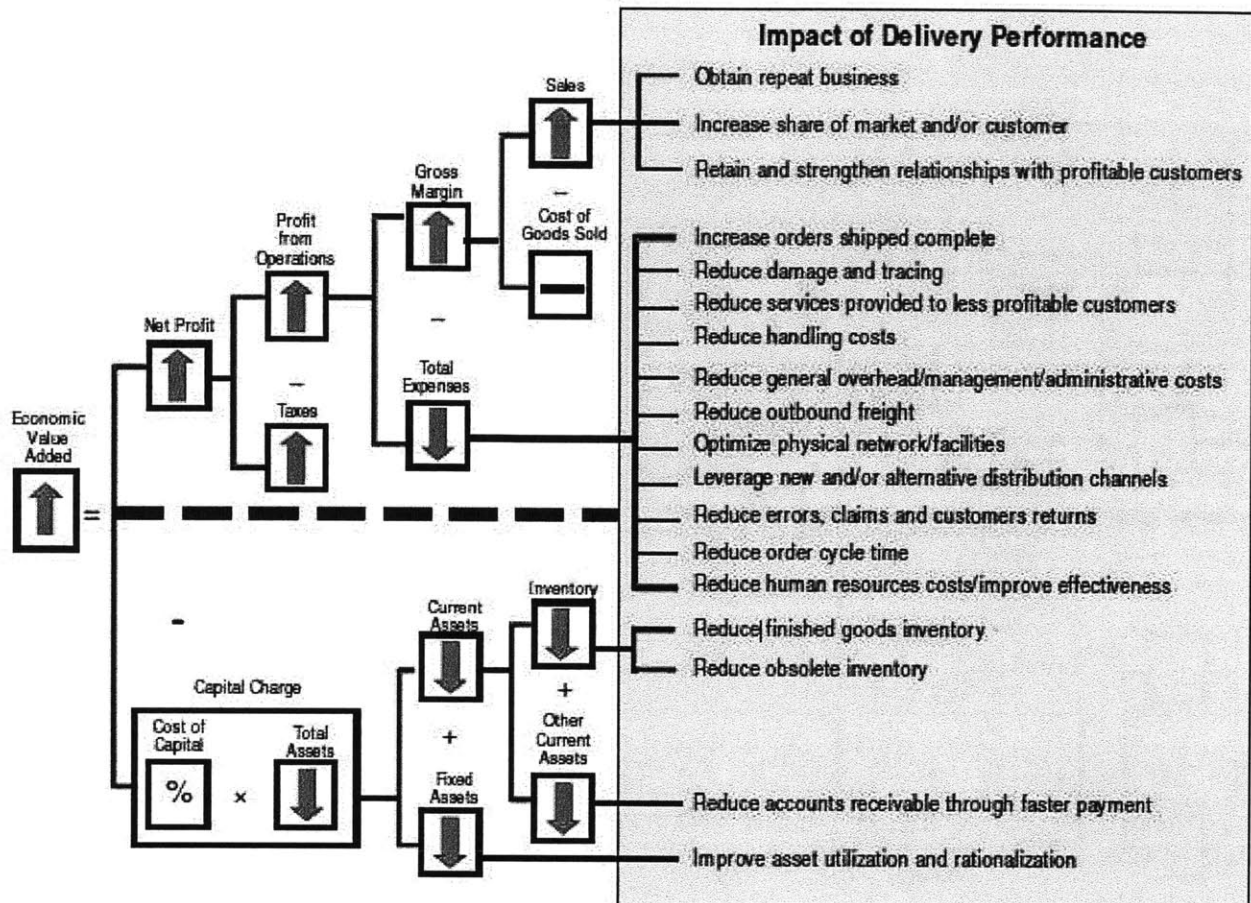 Impact of Delivery Performance
Obtain repeat business
Increase share of market and/or customer
Retain and strengthen relationships with profitable customers
Increase orders shipped complete
Reduce damage and tracing
Reduce services provided to less profitable customers
Reduce handling costs
Reduce general overhead/management/administrative costs
Reduce outbound freight
Optimize physical network/facilities
Leverage new and/or alternative distribution channels
Reduce errors, claims and customers returns
Reduce order cycle time
Reduce human resources costs/improve effectiveness
Reduce finished goods inventory
Reduce obsolete inventory
Reduce accounts receivable through faster payment
Improve asset utilization and rationalization
Sales
–
Cost of
Goods Sold
Gross
Margin
–
Total
Expenses
Profit
from
Operations
–
Taxes
Net Profit
Economic
Value
Added
=
-
Capital Charge
Cost of
Capital
%
×
Total
Assets
Current
Assets
+
Fixed
Assets
Inventory
+
Other
Current
Assets